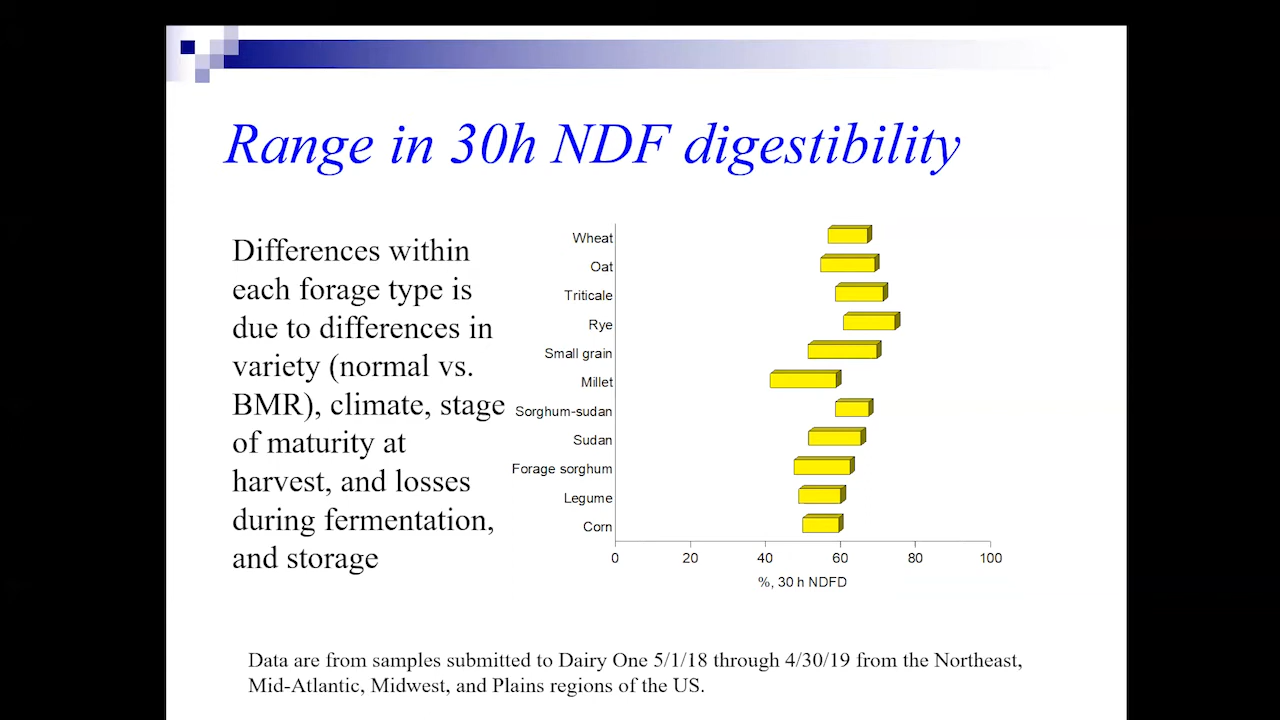 Range in 30h NDF digestibility
Differences within
each forage type is
due to differences in
variety (normal vs.
BMR), climate, stage
of maturity at
harvest, and losses
during fermentation,
and storage
Wheat
Oat
Triticale
Rye
Small grain
Millet
Sorghum-sudan
Sudan
Forage sorghum
Legume
Corn
0 20 40 60 80 100
%, 30 h NDFD
Data are from samples submitted to Dairy One 5/1/18 through 4/30/19 from the Northeast,
Mid-Atlantic, Midwest, and Plains regions of the US.